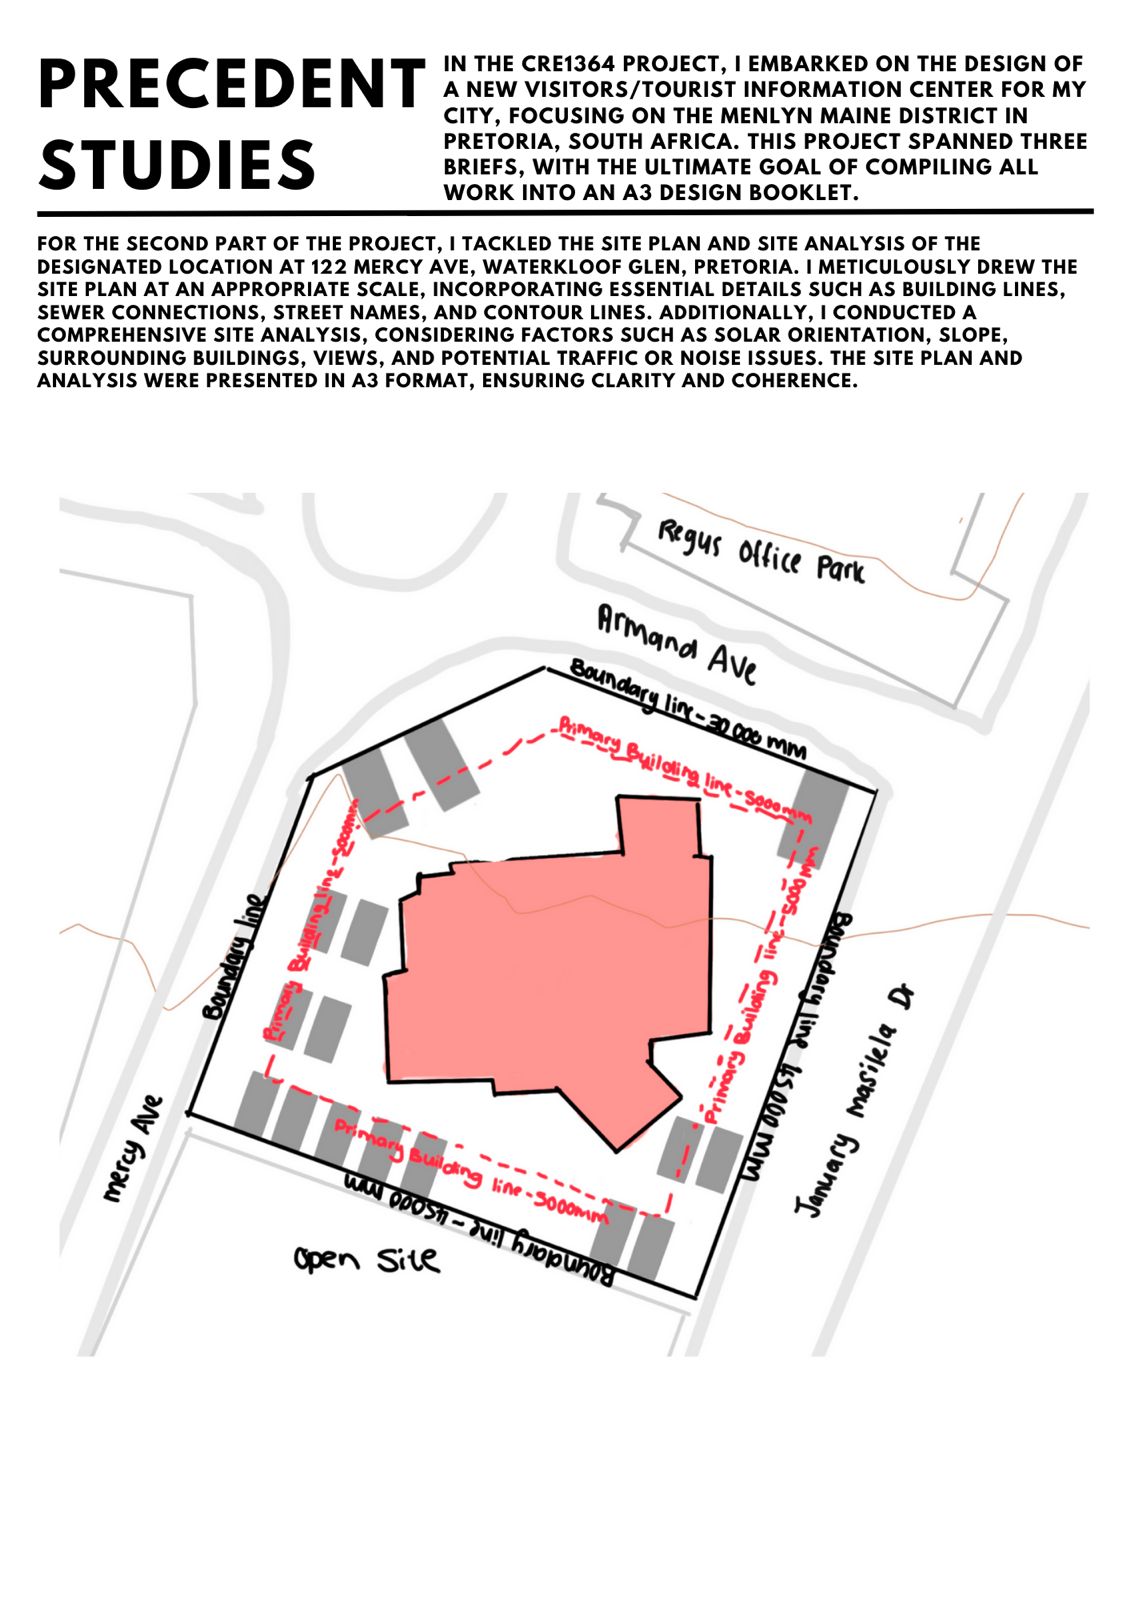 PRECEDENT
STUDIES
IN THE CRE1364 PROJECT, I EMBARKED ON THE DESIGN OF
A NEW VISITORS/TOURIST INFORMATION CENTER FOR MY
CITY, FOCUSING ON THE MENLYN MAINE DISTRICT IN
PRETORIA, SOUTH AFRICA. THIS PROJECT SPANNED THREE
BRIEFS, WITH THE ULTIMATE GOAL OF COMPILING ALL
WORK INTO AN A3 DESIGN BOOKLET.
FOR THE SECOND PART OF THE PROJECT, I TACKLED THE SITE PLAN AND SITE ANALYSIS OF THE
DESIGNATED LOCATION AT 122 MERCY AVE, WATERKLOOF GLEN, PRETORIA. I METICULOUSLY DREW THE
SITE PLAN AT AN APPROPRIATE SCALE, INCORPORATING ESSENTIAL DETAILS SUCH AS BUILDING LINES,
SEWER CONNECTIONS, STREET NAMES, AND CONTOUR LINES. ADDITIONALLY, I CONDUCTED A
COMPREHENSIVE SITE ANALYSIS, CONSIDERING FACTORS SUCH AS SOLAR ORIENTATION, SLOPE,
SURROUNDING BUILDINGS, VIEWS, AND POTENTIAL TRAFFIC OR NOISE ISSUES. THE SITE PLAN AND
ANALYSIS WERE PRESENTED IN A3 FORMAT, ENSURING CLARITY AND COHERENCE.
Regus Office Park
Armand Ave
Boundary line - 30 000 mm
Primary Building line - 5000mm
Primary Building line - 5000mm
Boundary line
Primary Building line - 5000mm
Boundary line 45000 mm
January Masilela Dr
mercy Ave
Primary Building line - 5000mm
Boundary line - 45000 mm
Open Site